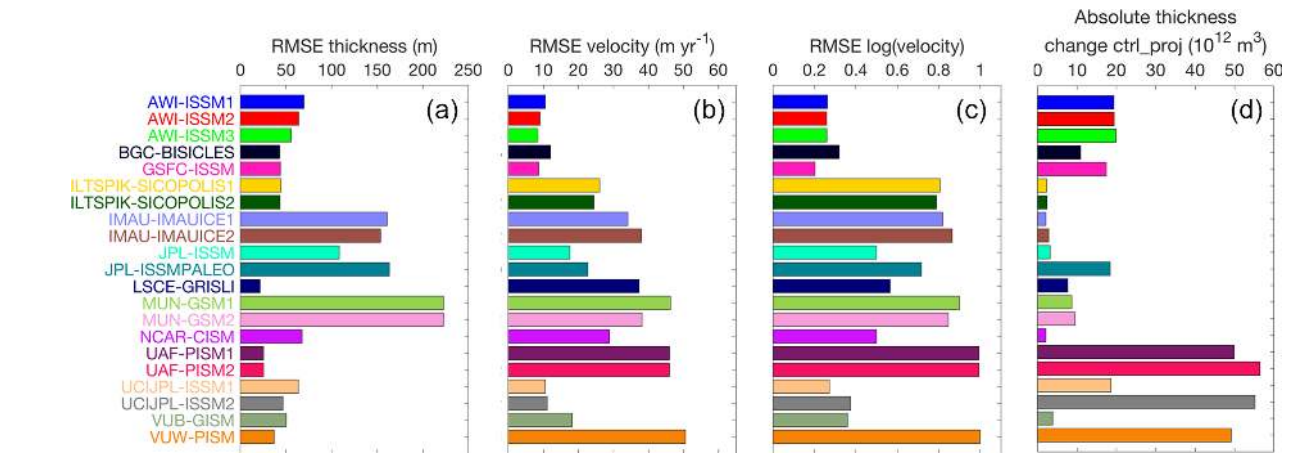 Absolute thickness
RMSE thickness (m) RMSE velocity (m yr⁻¹) RMSE log(velocity) change ctrl_proj (10¹² m³)
0 50 100 150 200 250 0 10 20 30 40 50 60 0 0.2 0.4 0.6 0.8 1 0 10 20 30 40 50 60
AWI-ISSM1 (a) (b) (c) (d)
AWI-ISSM2
AWI-ISSM3
BGC-BISICLES
GSFC-ISSM
ILTSPIK-SICOPOLIS1
ILTSPIK-SICOPOLIS2
IMAU-IMAUICE1
IMAU-IMAUICE2
JPL-ISSM
JPL-ISSMPALEO
LSCE-GRISLI
MUN-GSM1
MUN-GSM2
NCAR-CISM
UAF-PISM1
UAF-PISM2
UCIJPL-ISSM1
UCIJPL-ISSM2
VUB-GISM
VUW-PISM